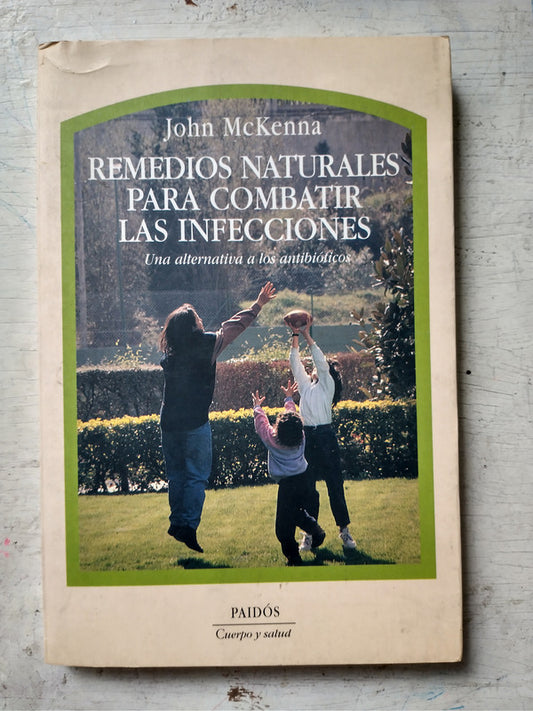 John McKenna
REMEDIOS NATURALES
PARA COMBATIR
LAS INFECCIONES
Una alternativa a los antibióticos
PAIDÓS
Cuerpo y salud